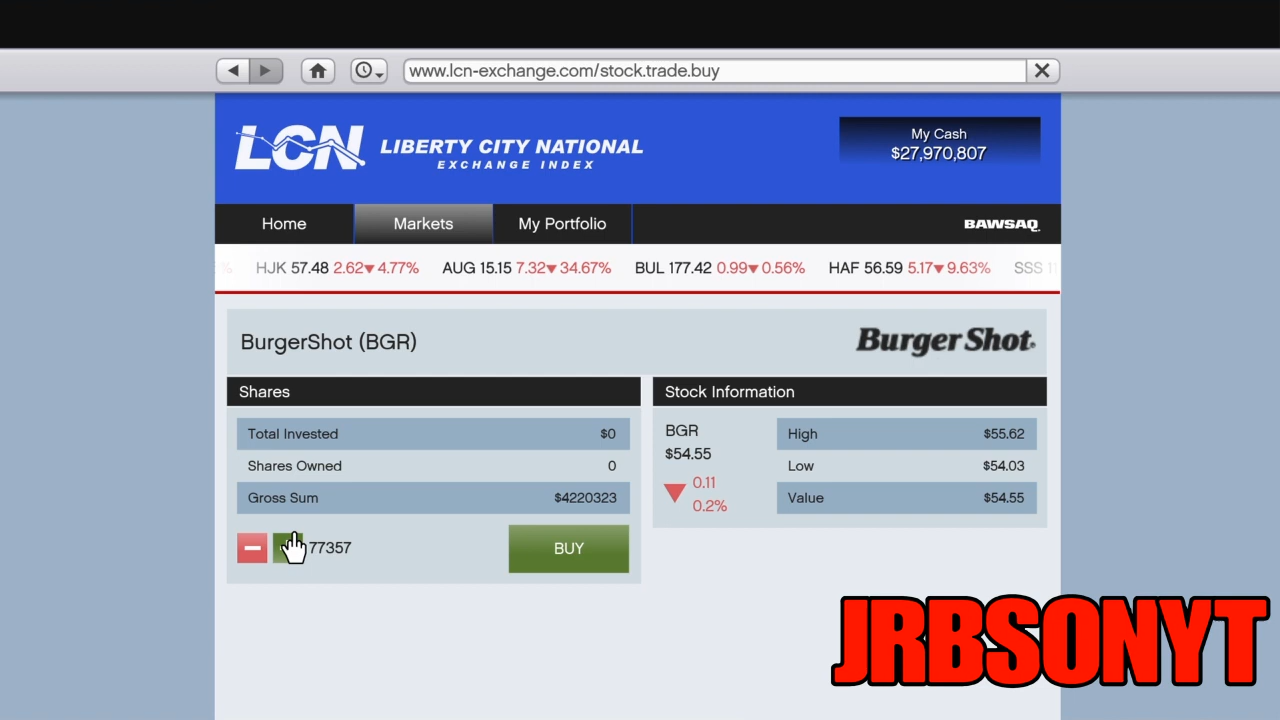 www.lcn-exchange.com/stock.trade.buy
LCN LIBERTY CITY NATIONAL
EXCHANGE INDEX
My Cash
$27,970,807
Home Markets My Portfolio BAWSAQ
% HJK 57.48 2.62▼4.77% AUG 15.15 7.32▼34.67% BUL 177.42 0.99▼0.56% HAF 56.59 5.17▼9.63% SSS 11
BurgerShot (BGR) Burger Shot
Shares
Total Invested $0
Shares Owned 0
Gross Sum $4220323
77357 BUY
Stock Information
BGR
$54.55
0.11
0.2%
High $55.62
Low $54.03
Value $54.55
JRBSONYT